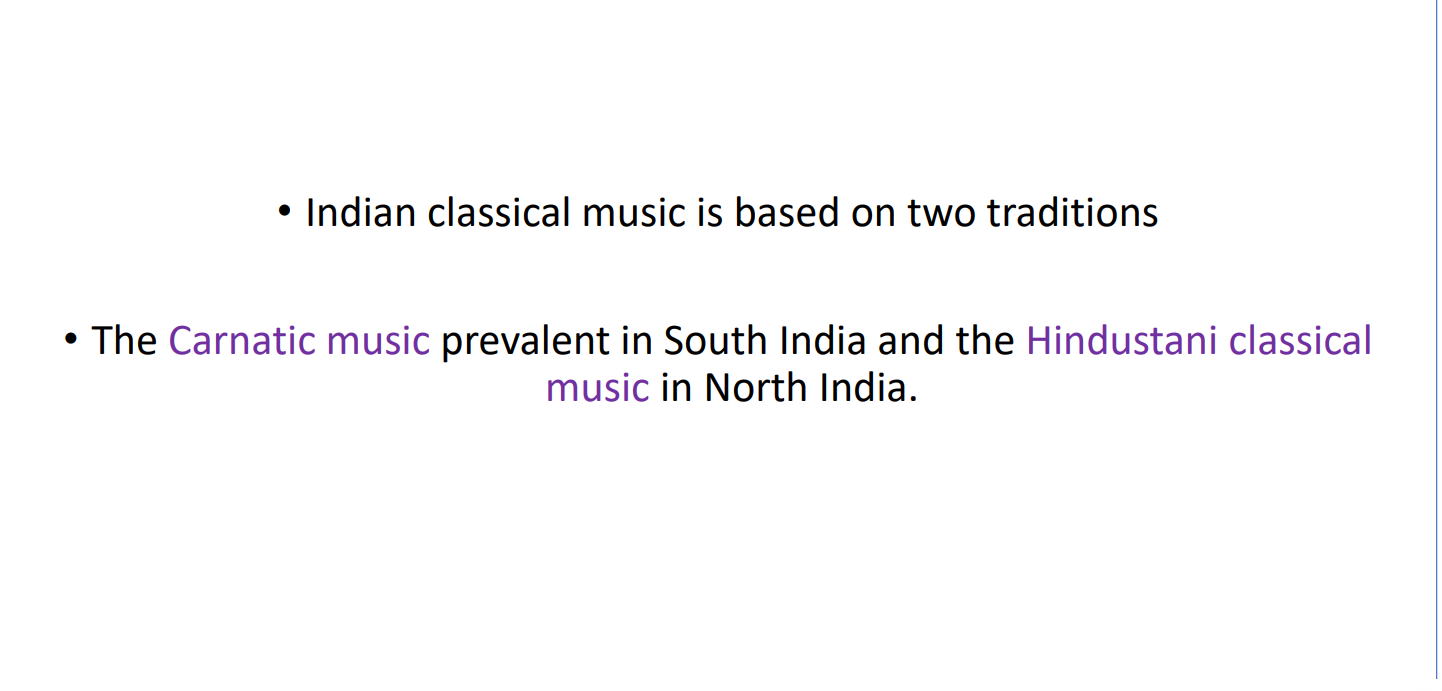 • Indian classical music is based on two traditions
• The Carnatic music prevalent in South India and the Hindustani classical
music in North India.